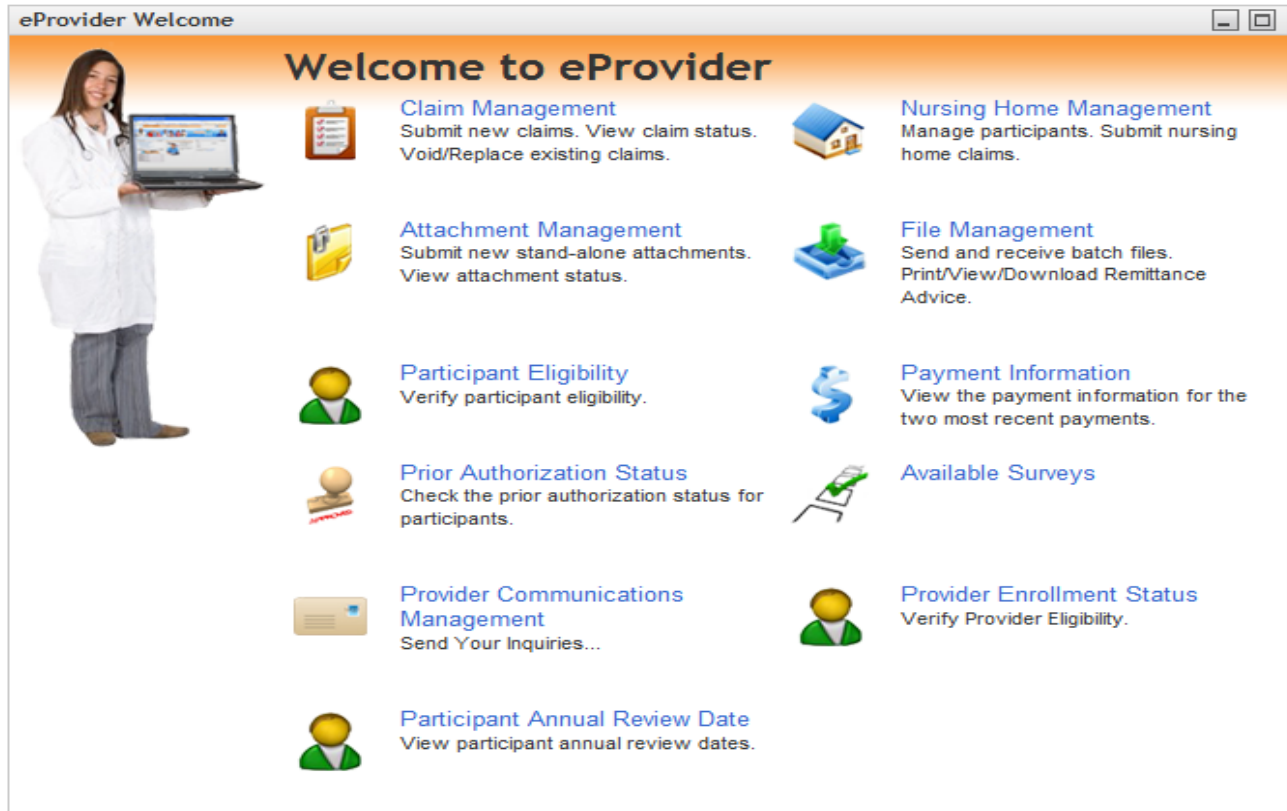 eProvider Welcome
Welcome to eProvider
Claim Management
Submit new claims. View claim status.
Void/Replace existing claims.
Nursing Home Management
Manage participants. Submit nursing
home claims.
Attachment Management
Submit new stand-alone attachments.
View attachment status.
File Management
Send and receive batch files.
Print/View/Download Remittance
Advice.
Participant Eligibility
Verify participant eligibility.
Payment Information
View the payment information for the
two most recent payments.
Prior Authorization Status
Check the prior authorization status for
participants.
APPROVED
Available Surveys
Provider Communications
Management
Send Your Inquiries...
Provider Enrollment Status
Verify Provider Eligibility.
Participant Annual Review Date
View participant annual review dates.